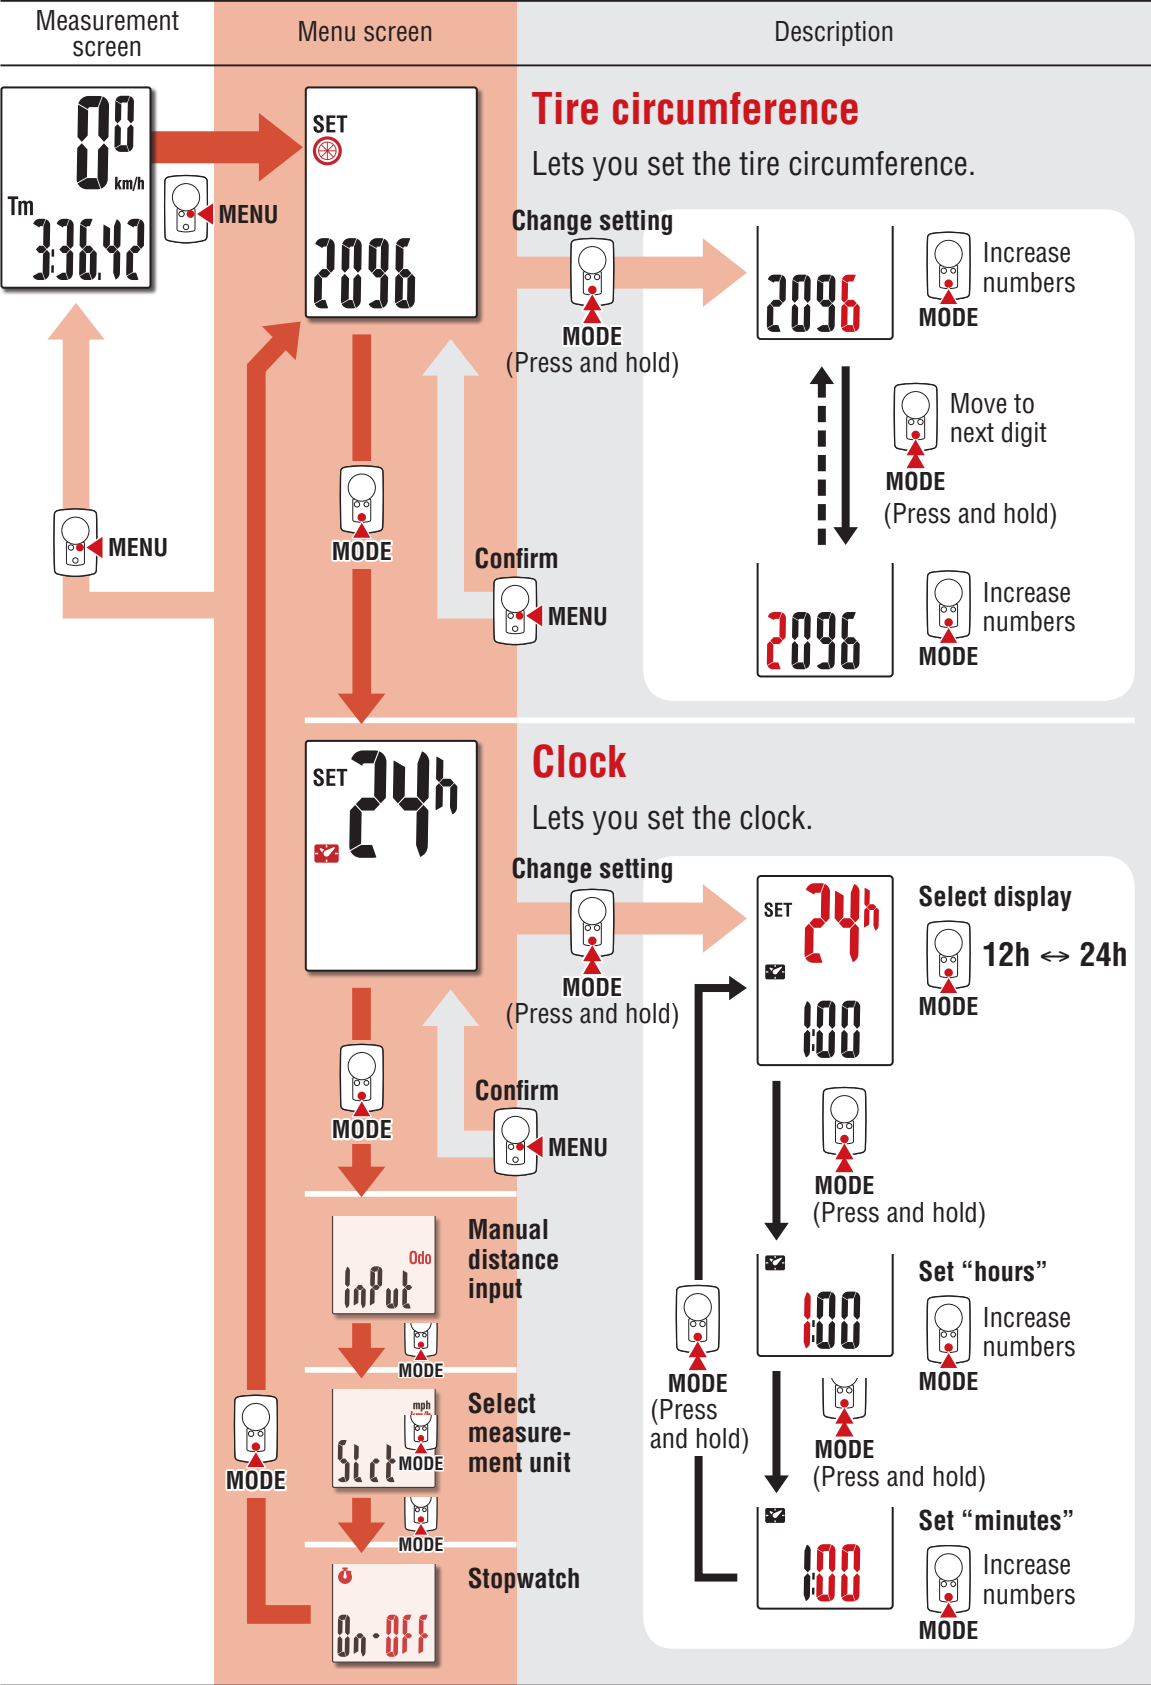 Measurement
screen
Menu screen
Description
00
km/h
Tm
3:36.42
MENU
SET
2096
Tire circumference
Lets you set the tire circumference.
Change setting
MODE
(Press and hold)
2096
Increase
numbers
MODE
Move to
next digit
MODE
(Press and hold)
2096
Increase
numbers
MODE
MENU
MODE
Confirm
MENU
SET
24h
Clock
Lets you set the clock.
Change setting
MODE
(Press and hold)
SET
24h
1:00
Select display
12h ↔ 24h
MODE
MODE
(Press and hold)
MODE
Confirm
MENU
1:00
Set “hours”
Increase
numbers
MODE
MODE
(Press
and hold)
MODE
(Press and hold)
1:00
Set “minutes”
Increase
numbers
MODE
Odo
InPut
Manual
distance
input
MODE
mph
Slct
MODE
Select
measure-
ment unit
MODE
MODE
On-OFF
Stopwatch